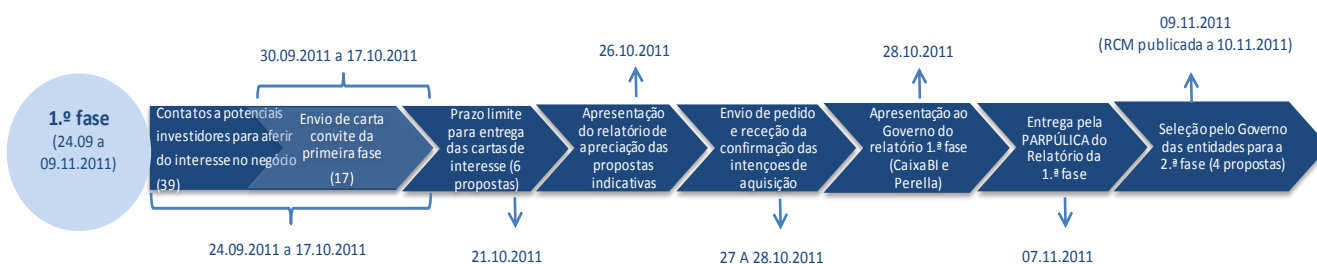 09.11.2011
(RCM publicada a 10.11.2011)
30.09.2011 a 17.10.2011
26.10.2011
28.10.2011
1.º fase
(24.09 a
09.11.2011)
Contatos a potenciais
investidores para aferir
do interesse no negócio
(39)
Envio de carta
convite da
primeira fase
(17)
Prazo limite
para entrega
das cartas de
interesse (6
propostas)
Apresentação
do relatório de
apreciação das
propostas
indicativas
Envio de pedido
e receção da
confirmação das
intençoes de
aquisição
Apresentação ao
Governo do
relatório 1.ª fase
(CaixaBI e
Perella)
Entrega pela
PARPÚLICA do
Relatório da
1.ª fase
Seleção pelo Governo
das entidades para a
2.ª fase (4 propostas)
24.09.2011 a 17.10.2011
21.10.2011
27 A 28.10.2011
07.11.2011